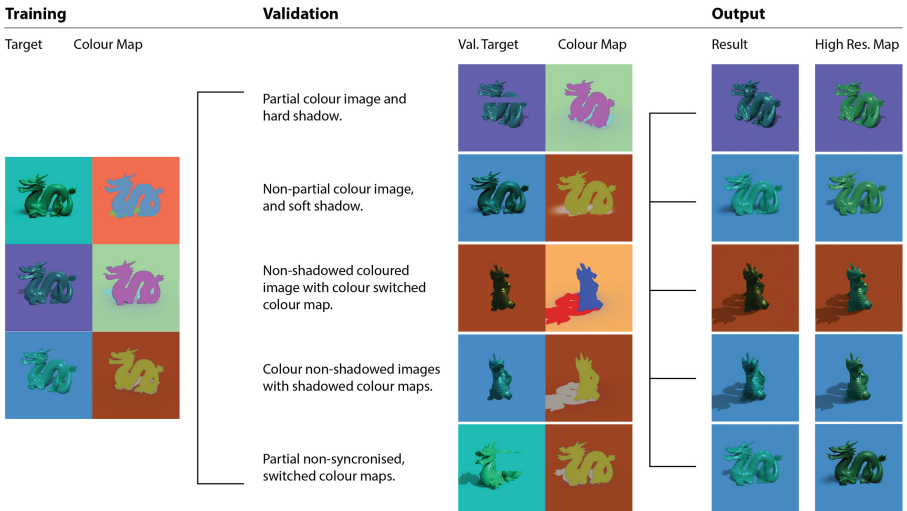 Training
Validation
Output
Target
Colour Map
Val. Target
Colour Map
Result
High Res. Map
Partial colour image and
hard shadow.
Non-partial colour image,
and soft shadow.
Non-shadowed coloured
image with colour switched
colour map.
Colour non-shadowed images
with shadowed colour maps.
Partial non-syncronised,
switched colour maps.